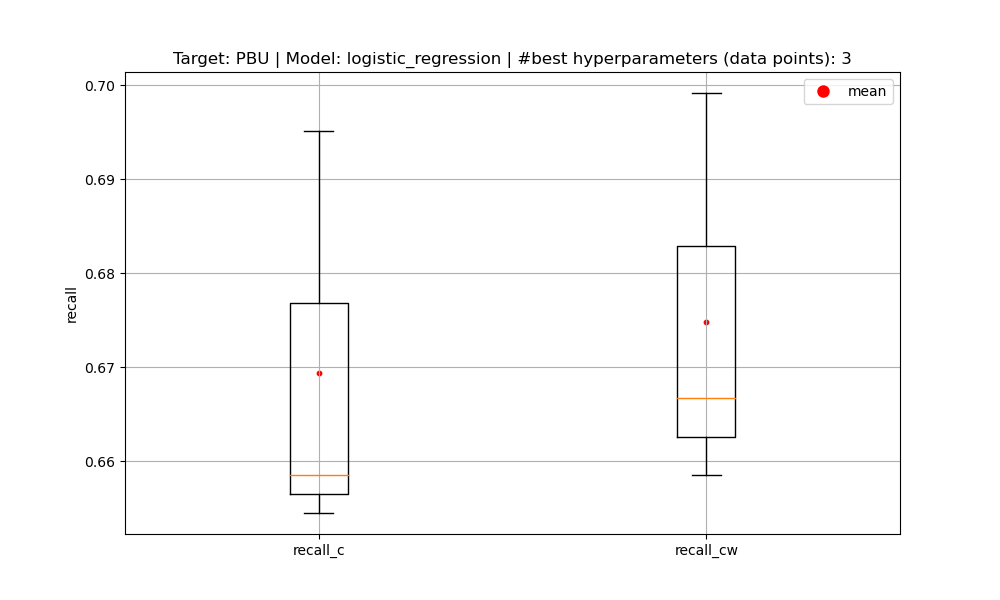 Target: PBU | Model: logistic_regression | #best hyperparameters (data points): 3
mean
0.70
0.69
0.68
0.67
0.66
recall
recall_c
recall_cw